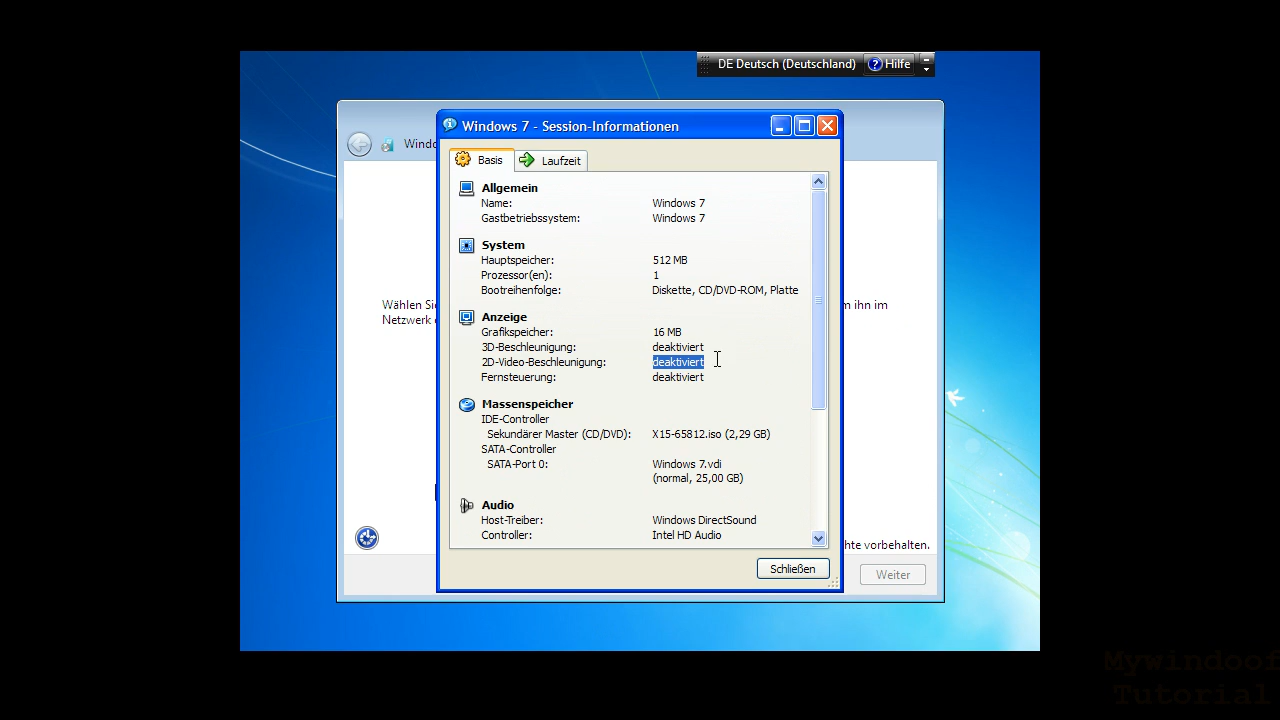 DE Deutsch (Deutschland) Hilfe
Windows 7 - Session-Informationen
Windo
Basis Laufzeit
Allgemein
Name: Windows 7
Gastbetriebssystem: Windows 7
System
Hauptspeicher: 512 MB
Prozessor(en): 1
Bootreihenfolge: Diskette, CD/DVD-ROM, Platte
Wählen Si m ihn im
Netzwerk
Anzeige
Grafikspeicher: 16 MB
3D-Beschleunigung: deaktiviert
2D-Video-Beschleunigung: deaktiviert
Fernsteuerung: deaktiviert
Massenspeicher
IDE-Controller
Sekundärer Master (CD/DVD): X15-65812.iso (2,29 GB)
SATA-Controller
SATA-Port 0: Windows 7.vdi
(normal, 25,00 GB)
Audio
Host-Treiber: Windows DirectSound
Controller: Intel HD Audio
hte vorbehalten.
Schließen
Weiter
Mywindoof
Tutorial